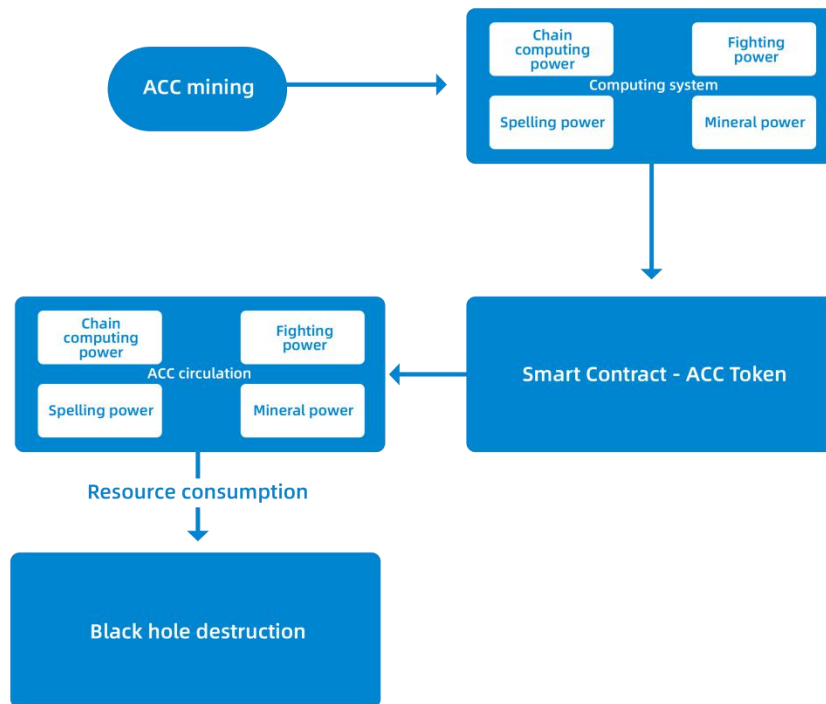 ACC mining
Chain
computing
power
Fighting
power
Computing system
Spelling power
Mineral power
Chain
computing
power
Fighting
power
ACC circulation
Spelling power
Mineral power
Smart Contract - ACC Token
Resource consumption
Black hole destruction